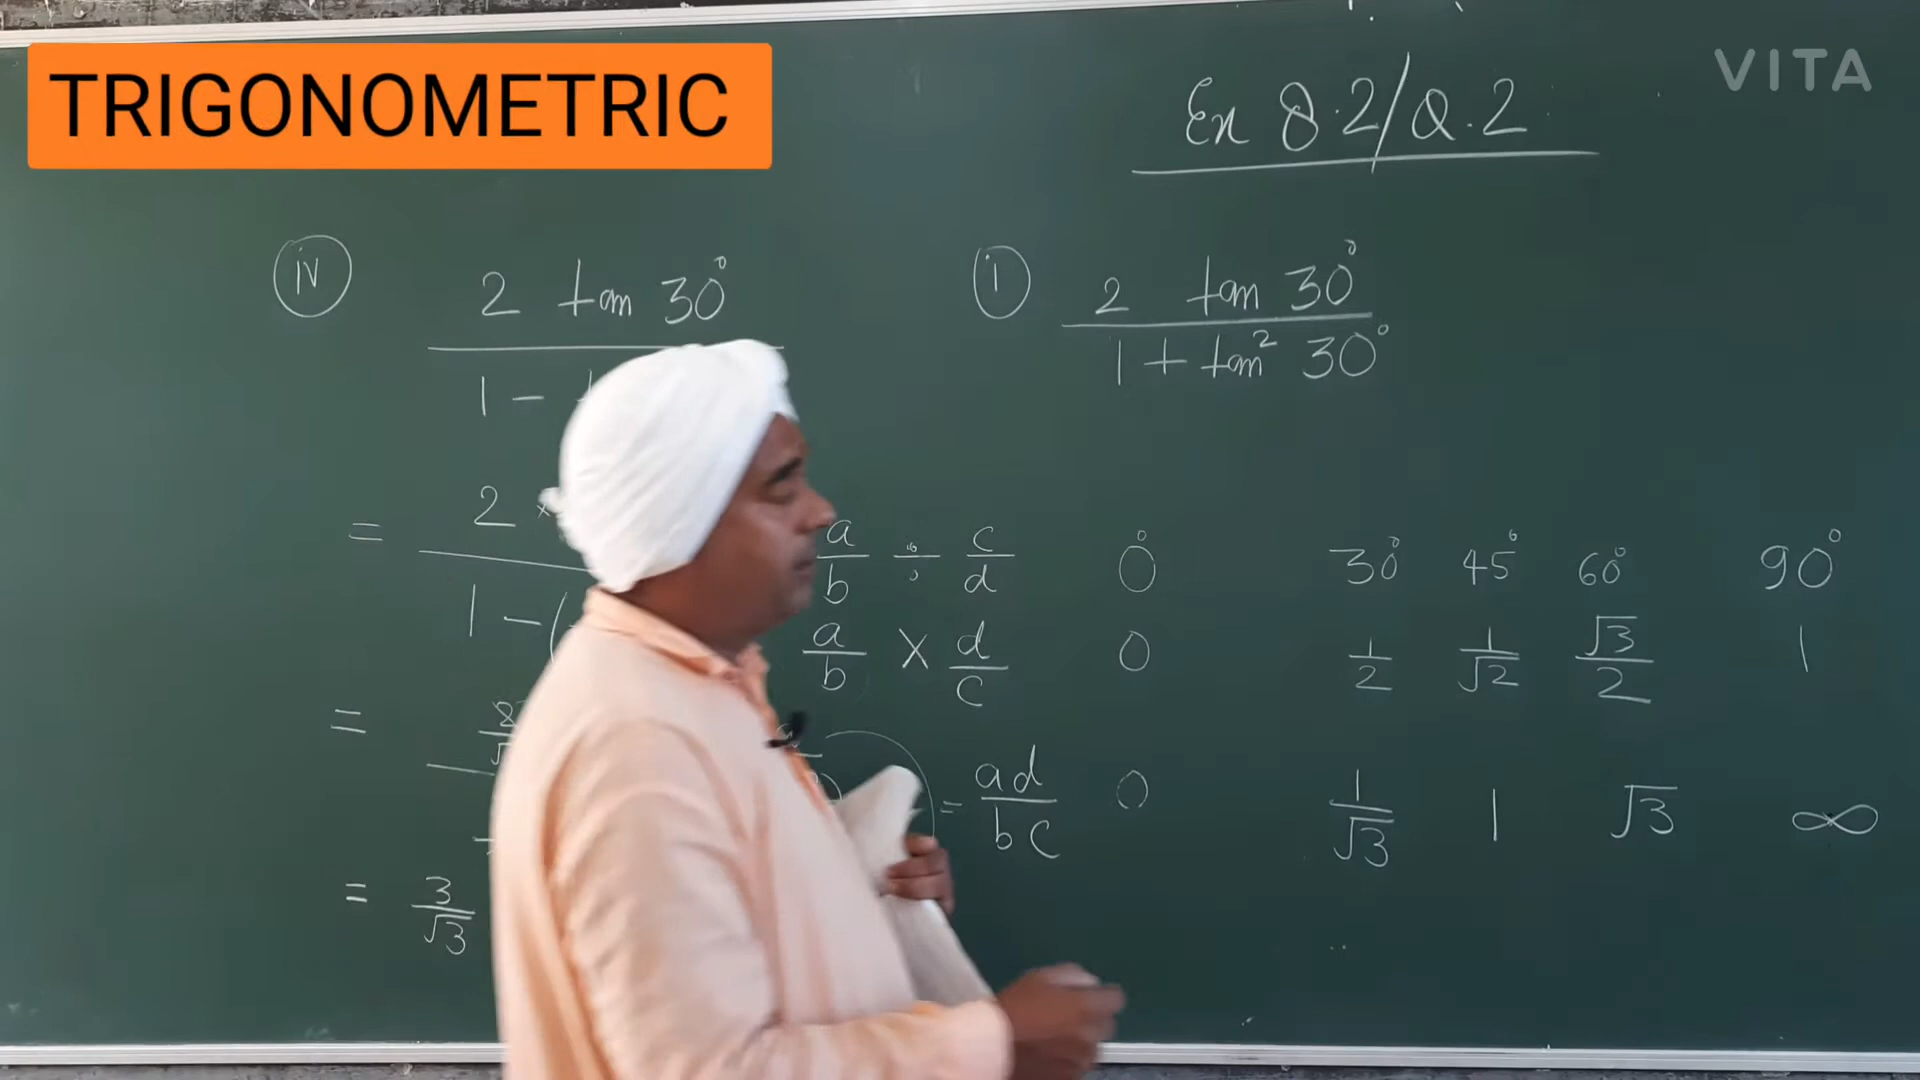 TRIGONOMETRIC
VITA
Ex 8.2/Q.2
iv
2 tan 30°
1 -
= 2 ×
1 - (
=
= 3/√3
i
2 tan 30°
1 + tan² 30°
a/b ÷ c/d
a/b × d/c
= ad/bc
0° 30° 45° 60° 90°
0 1/2 1/√2 √3/2 1
0 1/√3 1 √3 ∞